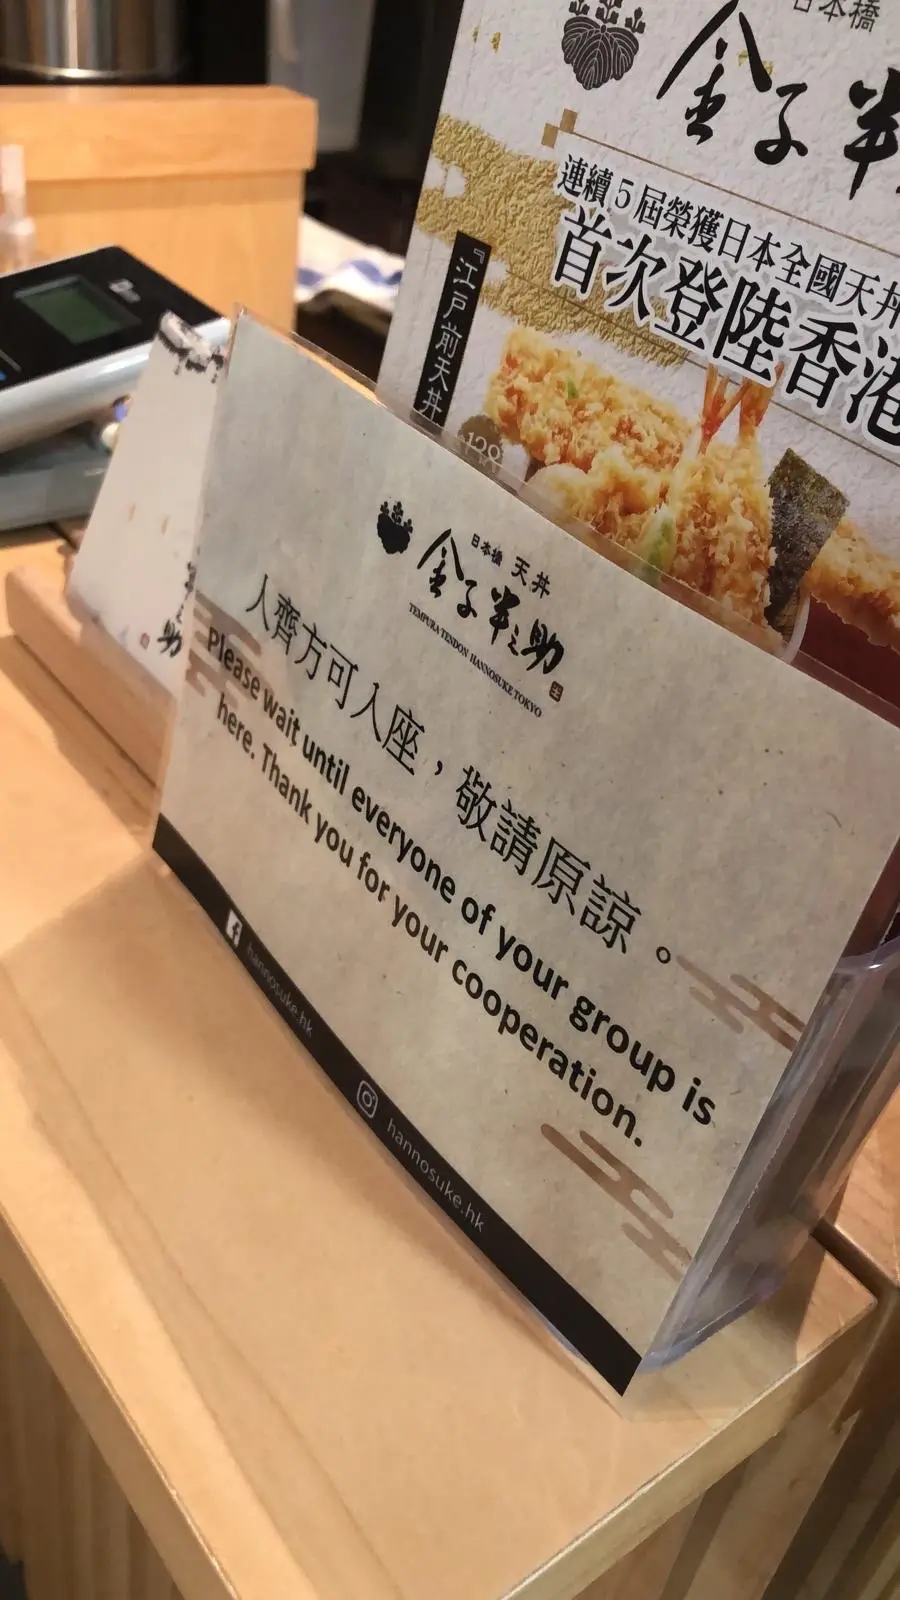 日本橋
金子半
連續5屆榮獲日本全國天丼
首次登陸香港
『江戸前天丼
120
日本橋 天丼
金子半之助
TEMPURA TENDON HANNOSUKE TOKYO
人齊方可入座，敬請原諒。
Please wait until everyone of your group is
here. Thank you for your cooperation.
hannosuke.hk
hannosuke.hk
助